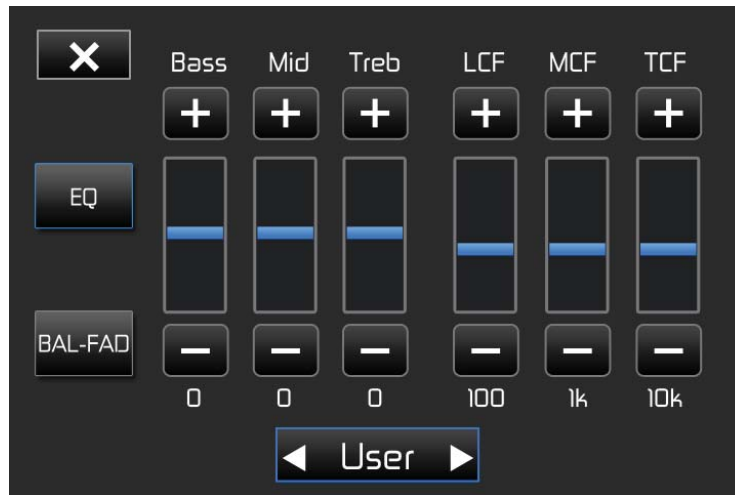 Bass Mid Treb LCF MCF TCF
EQ
BAL-FAD
0 0 0 100 1k 10k
User